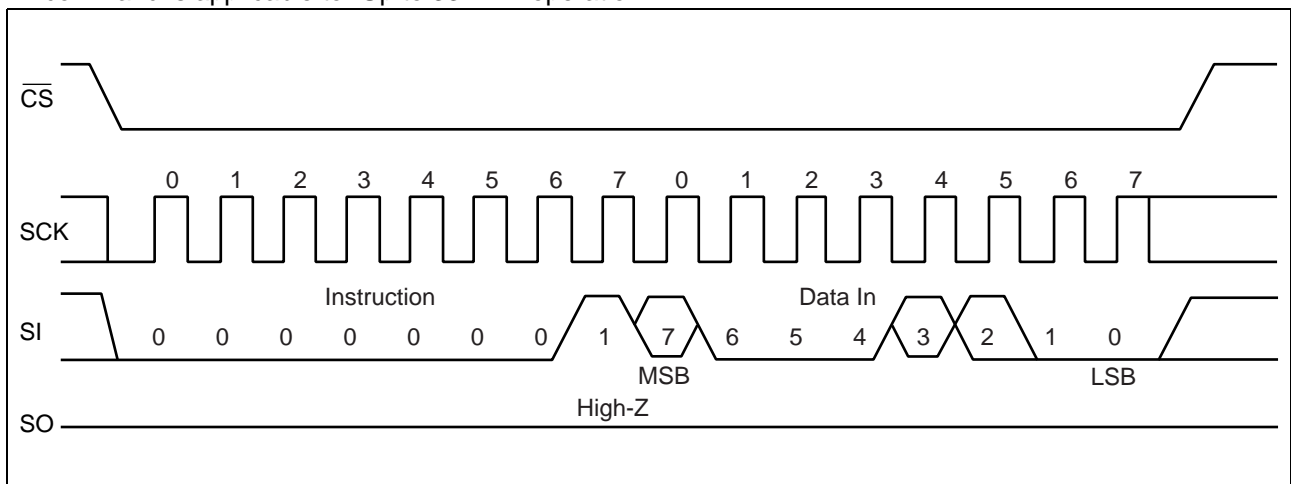 CS
0 1 2 3 4 5 6 7 0 1 2 3 4 5 6 7
SCK
Instruction Data In
SI 0 0 0 0 0 0 0 1 7 6 5 4 3 2 1 0
MSB LSB
High-Z
SO